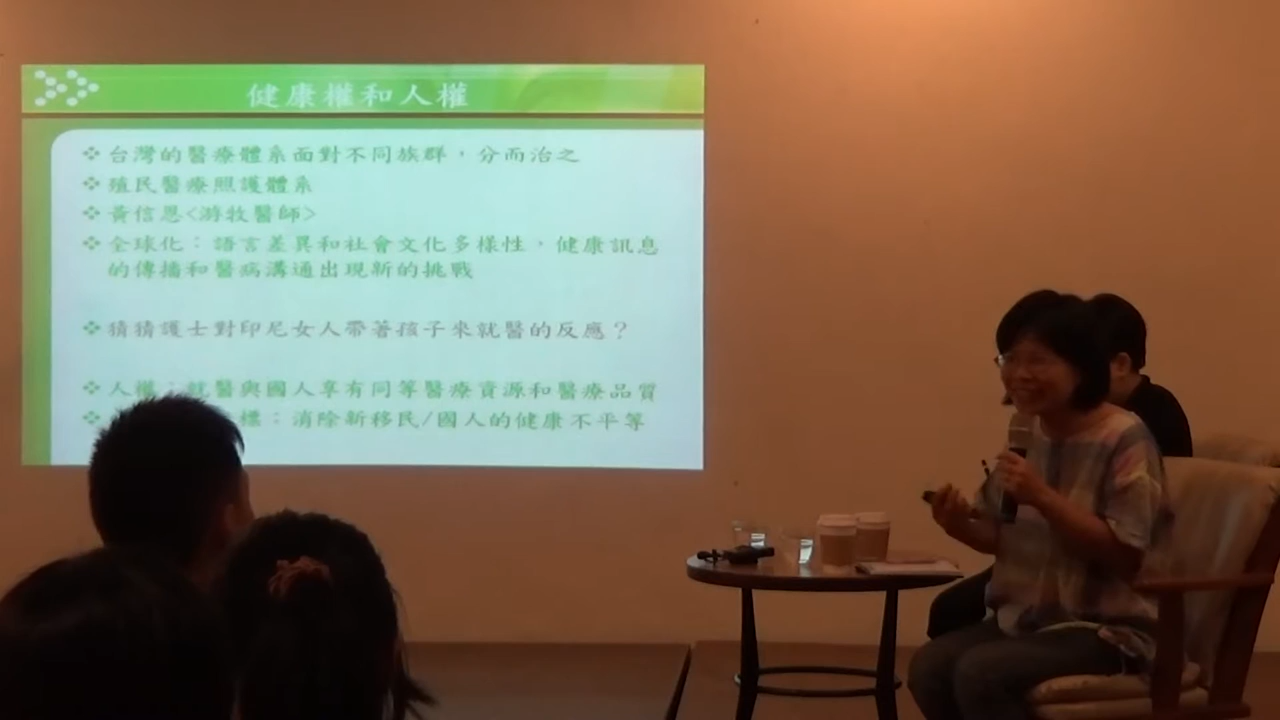 健康權和人權
台灣的醫療體系面對不同族群，分而治之
殖民醫療照護體系
黃信恩<游牧醫師>
全球化：語言差異和社會文化多樣性，健康訊息
的傳播和醫病溝通出現新的挑戰
猜猜護士對印尼女人帶著孩子來就醫的反應？
人權：就醫與國人享有同等醫療資源和醫療品質
標：消除新移民/國人的健康不平等